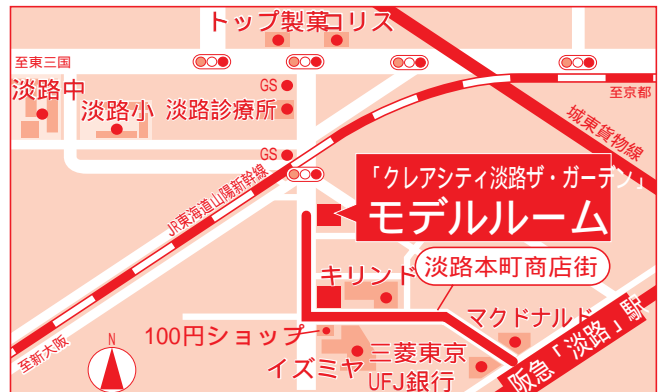 トップ製菓
コリス
至東三国
至京都
淡路中
淡路小
淡路診療所
GS
GS
城東貨物線
JR東海道山陽新幹線
「クレアシティ淡路ザ・ガーデン」
モデルルーム
キリンド
淡路本町商店街
マクドナルド
100円ショップ
至新大阪
N
イズミヤ
三菱東京
UFJ銀行
阪急「淡路」駅